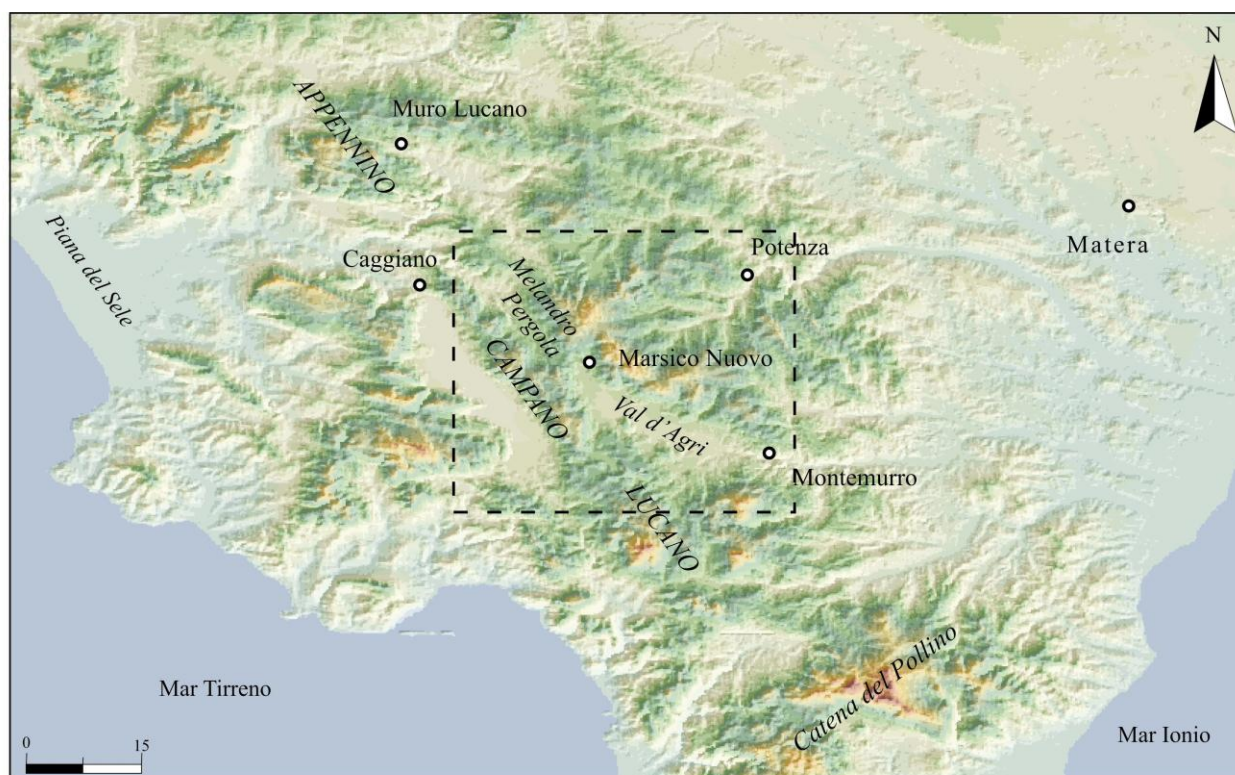 N
APPENNINO
Muro Lucano
Matera
Piana del Sele
Caggiano
Potenza
Melandro
Pergola
Marsico Nuovo
CAMPANO
Val d'Agri
Montemurro
LUCANO
Catena del Pollino
Mar Tirreno
Mar Ionio
0 15